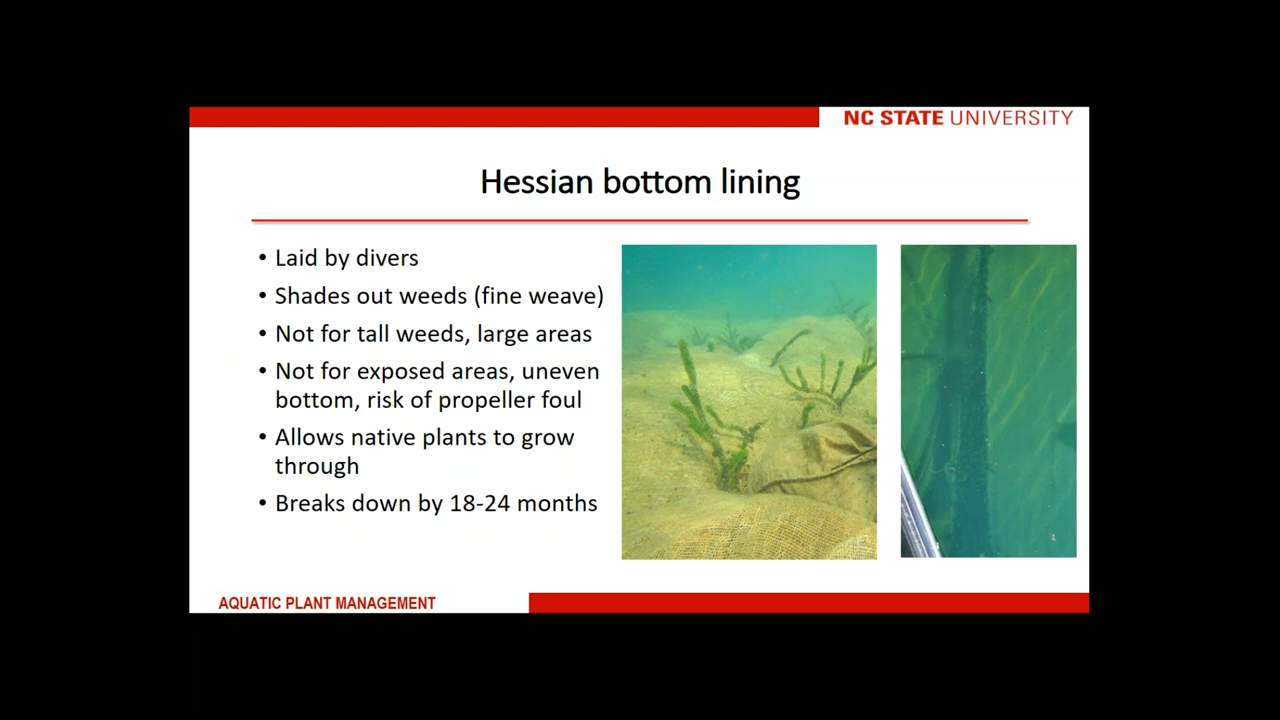 NC STATE UNIVERSITY
Hessian bottom lining
• Laid by divers
• Shades out weeds (fine weave)
• Not for tall weeds, large areas
• Not for exposed areas, uneven
bottom, risk of propeller foul
• Allows native plants to grow
through
• Breaks down by 18-24 months
AQUATIC PLANT MANAGEMENT